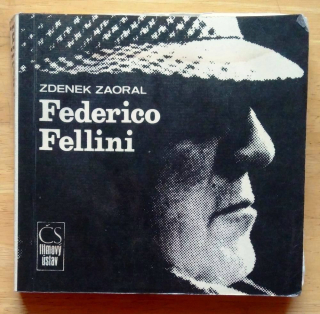 ZDENEK ZAORAL
Federico
Fellini
ČS
filmový
ústav